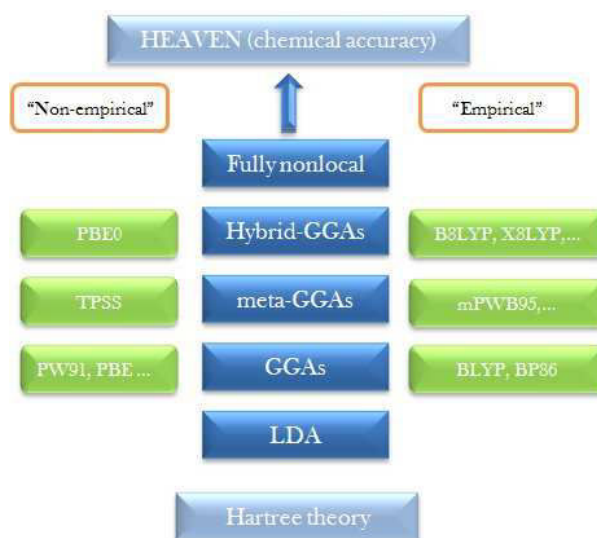 HEAVEN (chemical accuracy)
“Non-empirical”
“Empirical”
Fully nonlocal
PBE0
Hybrid-GGAs
B3LYP, X3LYP,...
TPSS
meta-GGAs
mPWB95,...
PW91, PBE ...
GGAs
BLYP, BP86
LDA
Hartree theory